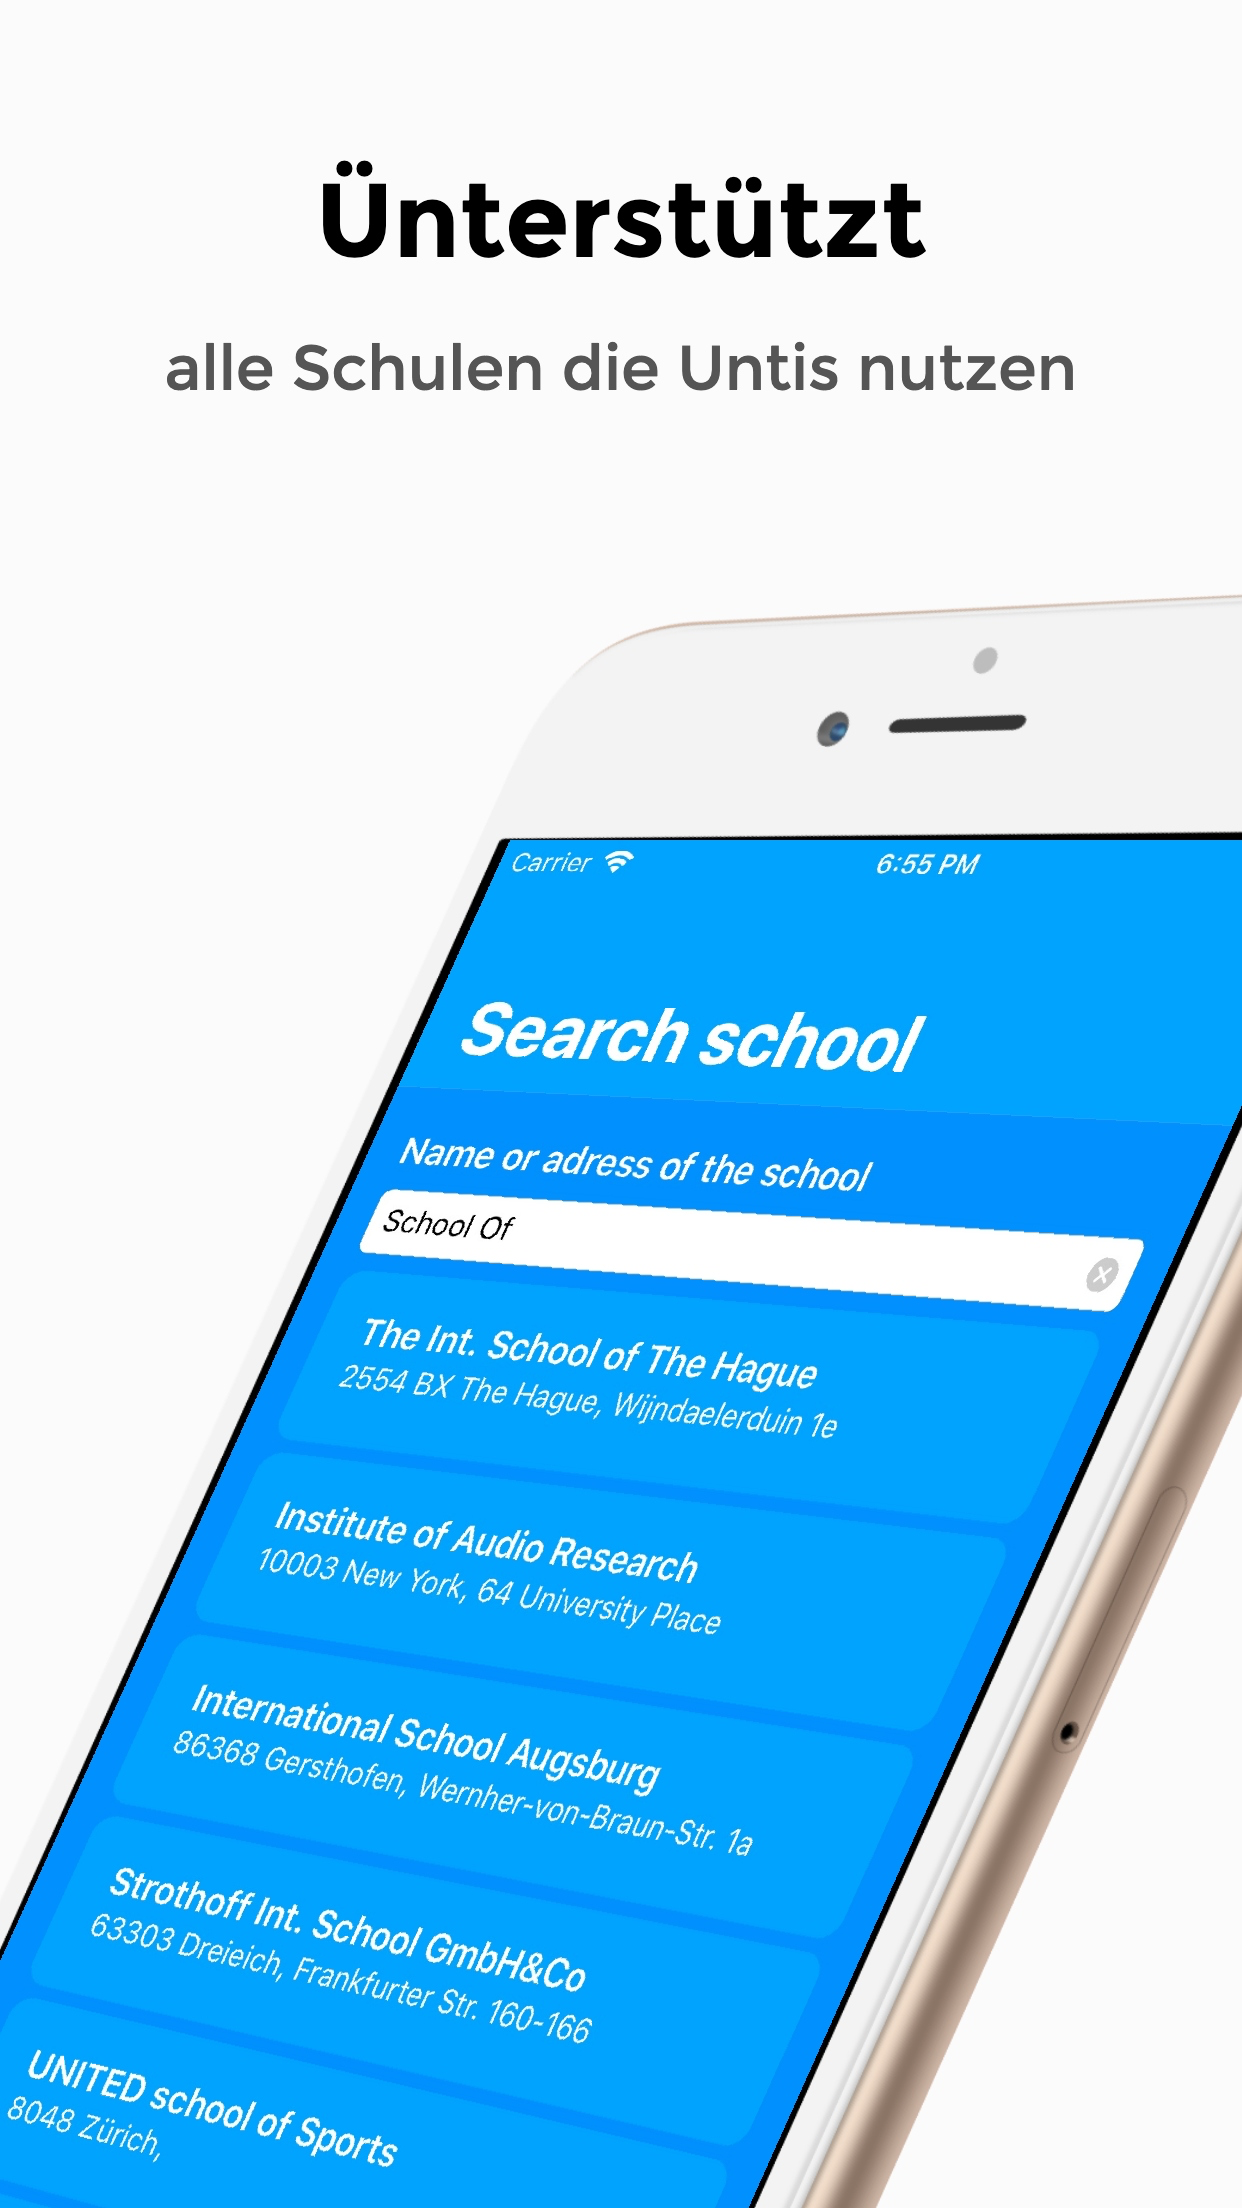 Ünterstützt
alle Schulen die Untis nutzen
Carrier
6:55 PM
Search school
Name or adress of the school
School Of
The Int. School of The Hague
2554 BX The Hague, Wijndaelerduin 1e
Institute of Audio Research
10003 New York, 64 University Place
International School Augsburg
86368 Gersthofen, Wernher-von-Braun-Str. 1a
Strothoff Int. School GmbH&Co
63303 Dreieich, Frankfurter Str. 160-166
UNITED school of Sports
8048 Zürich,